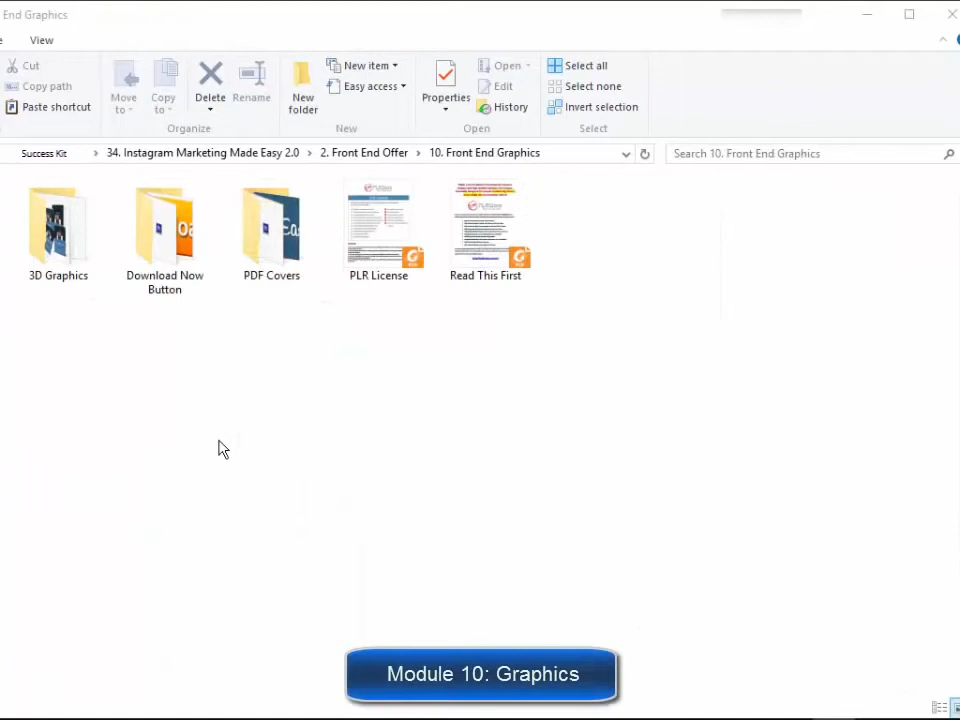 End Graphics
View
Cut
Copy path
Paste shortcut
Move to
Copy to
Delete
Rename
Organize
New folder
New item
Easy access
New
Properties
Open
Edit
History
Open
Select all
Select none
Invert selection
Select
Success Kit > 34. Instagram Marketing Made Easy 2.0 > 2. Front End Offer > 10. Front End Graphics
Search 10. Front End Graphics
3D Graphics
Download Now
Button
PDF Covers
PLR License
Read This First
Module 10: Graphics